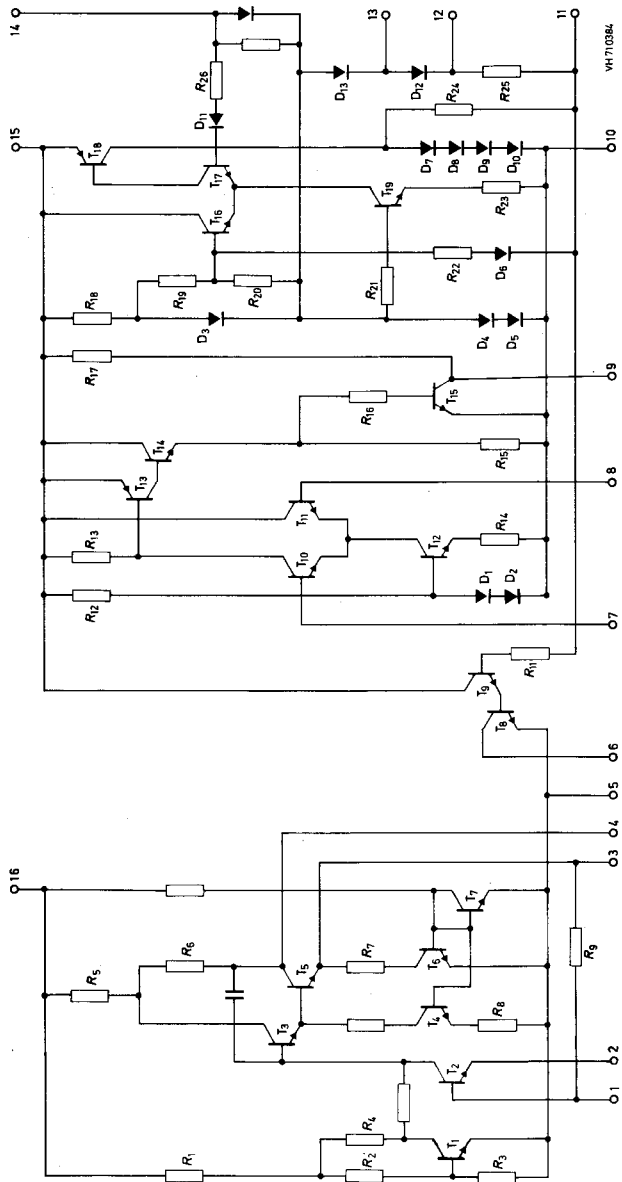 16
15
14
R5
R6
R1
R4
R2
R3
T1
T2
T3
T4
R8
T5
R7
T6
T7
R9
1
2
3
4
5
6
T8
T9
R11
R12
R13
T13
T14
T10
T11
T12
D1
D2
R14
R15
R16
T15
R17
7
8
9
R18
R19
R20
D3
R21
D4
D5
T16
T17
T18
D11
R26
R22
D6
T19
R23
D7
D8
D9
D10
R24
D13
D12
R25
13
12
11
10
VH 710384